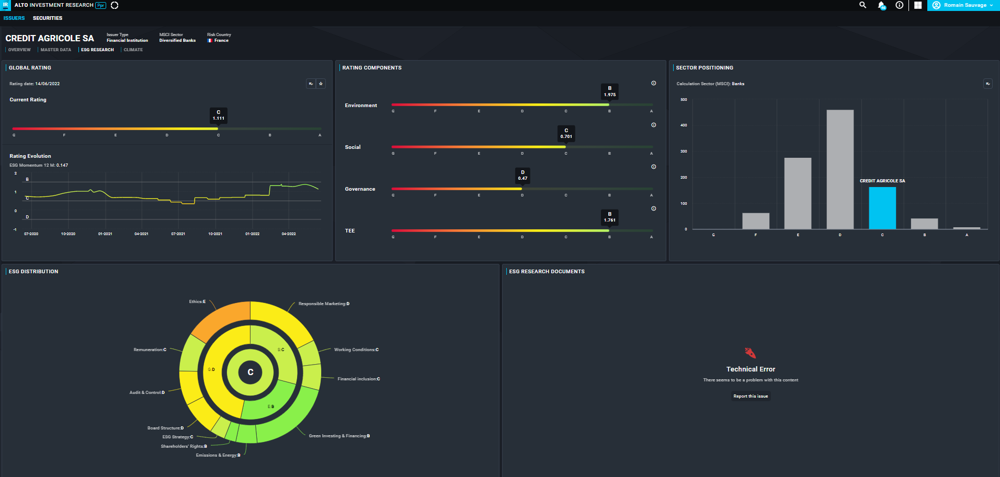 IR ALTO INVESTMENT RESEARCH Ppr
46
Romain Sauvage
ISSUERS SECURITIES
CREDIT AGRICOLE SA
Issuer Type MSCI Sector Risk Country
Financial Institution Diversified Banks France
OVERVIEW MASTER DATA ESG RESEARCH CLIMATE
GLOBAL RATING
Rating date: 14/06/2022
Current Rating
C
1.111
G F E D C B A
Rating Evolution
ESG Momentum 12 M: 0.147
2
B
1
C
0
D
-1
07-2020 10-2020 01-2021 04-2021 07-2021 10-2021 01-2022 04-2022
RATING COMPONENTS
B
1.975
Environment
G F E D C B A
C
0.701
Social
G F E D C B A
D
0.47
Governance
G F E D C B A
B
1.761
TEE
G F E D C B A
SECTOR POSITIONING
Calculation Sector (MSCI): Banks
500
400
300
200
CREDIT AGRICOLE SA
100
0
G F E D C B A
ESG DISTRIBUTION
Ethics:E
Responsible Marketing:D
Remuneration:C
Working Conditions:C
S:C
G:D
C
Financial inclusion:C
Audit & Control:D
E:B
Board Structure:D
Green Investing & Financing:B
ESG Strategy:C
Shareholders' Rights:B
Emissions & Energy:B
ESG RESEARCH DOCUMENTS
Technical Error
There seems to be a problem with this content
Report this issue